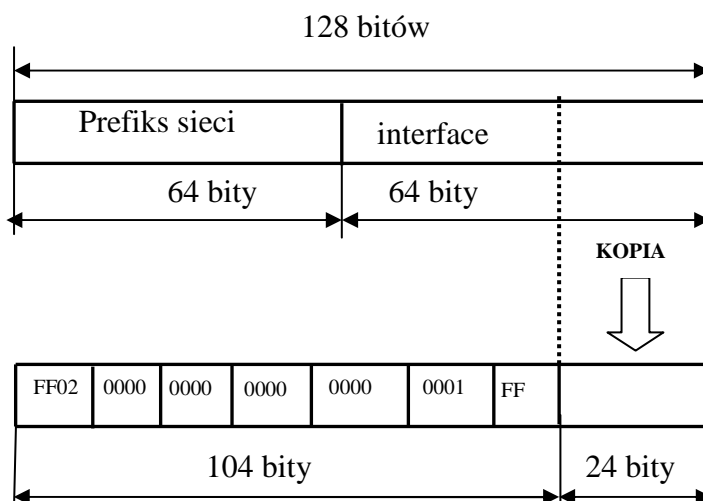 128 bitów
Prefiks sieci interface
64 bity 64 bity
KOPIA
FF02 0000 0000 0000 0000 0001 FF
104 bity 24 bity